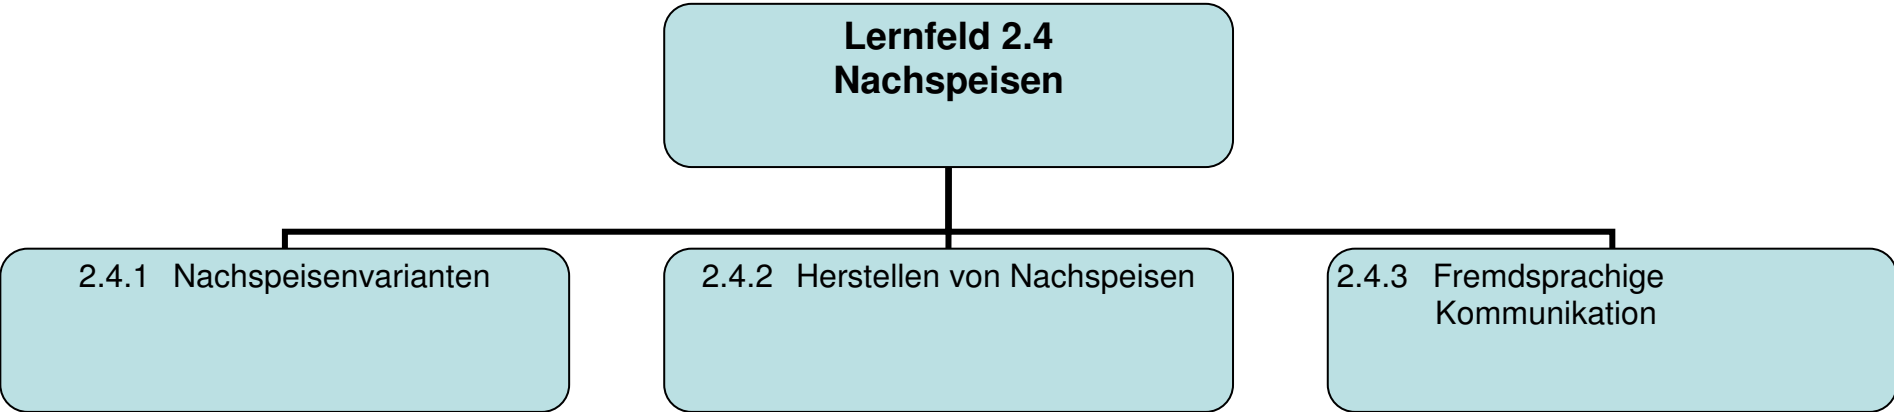 Lernfeld 2.4
Nachspeisen
2.4.1 Nachspeisenvarianten
2.4.2 Herstellen von Nachspeisen
2.4.3 Fremdsprachige
Kommunikation